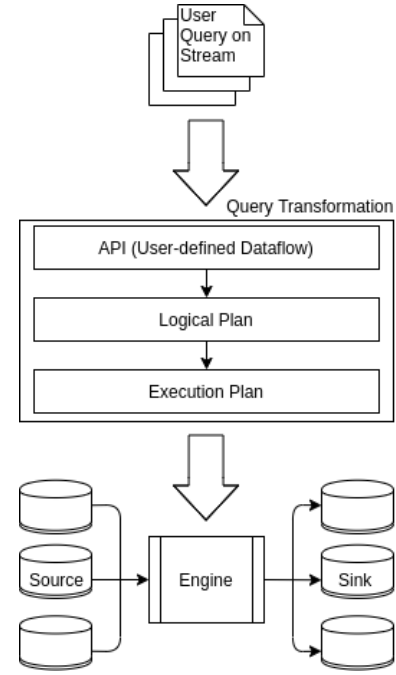 User
Query on
Stream
Query Transformation
API (User-defined Dataflow)
Logical Plan
Execution Plan
Source
Engine
Sink